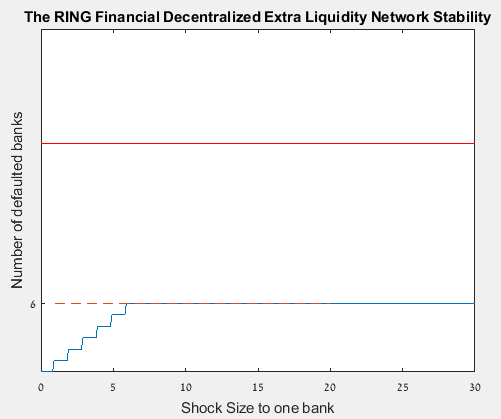 The RING Financial Decentralized Extra Liquidity Network Stability
Number of defaulted banks
6
0 5 10 15 20 25 30
Shock Size to one bank